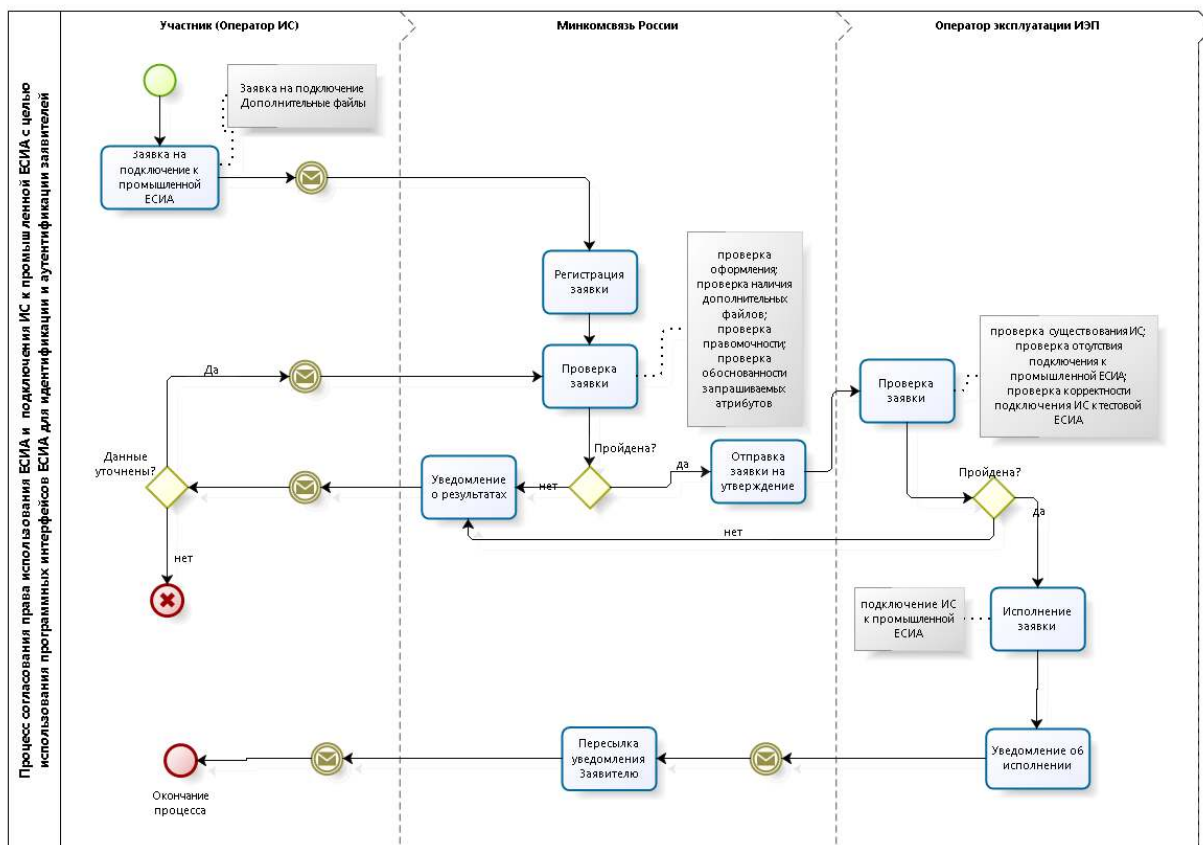 Процесс согласования права использования ЕСИА и подключения ИС к промышленной ЕСИА с целью
использования программных интерфейсов ЕСИА для идентификации и аутентификации заявителей
Участник (Оператор ИС)
Минкомсвязь России
Оператор эксплуатации ИЭП
Заявка на подключение
Дополнительные файлы
Заявка на
подключение к
промышленной
ЕСИА
Регистрация
заявки
проверка
оформления;
проверка наличия
дополнительных
файлов;
проверка
правомочности;
проверка
обоснованности
запрашиваемых
атрибутов
проверка существования ИС;
проверка отсутствия
подключения к
промышленной ЕСИА;
проверка корректности
подключения ИС к тестовой
ЕСИА
Да
Проверка
заявки
Проверка
заявки
Данные
уточнены?
Уведомление
о результатах
нет
Пройдена?
да
Отправка
заявки на
утверждение
Пройдена?
да
нет
нет
подключение ИС
к промышленной
ЕСИА
Исполнение
заявки
Окончание
процесса
Пересылка
уведомления
Заявителю
Уведомление об
исполнении